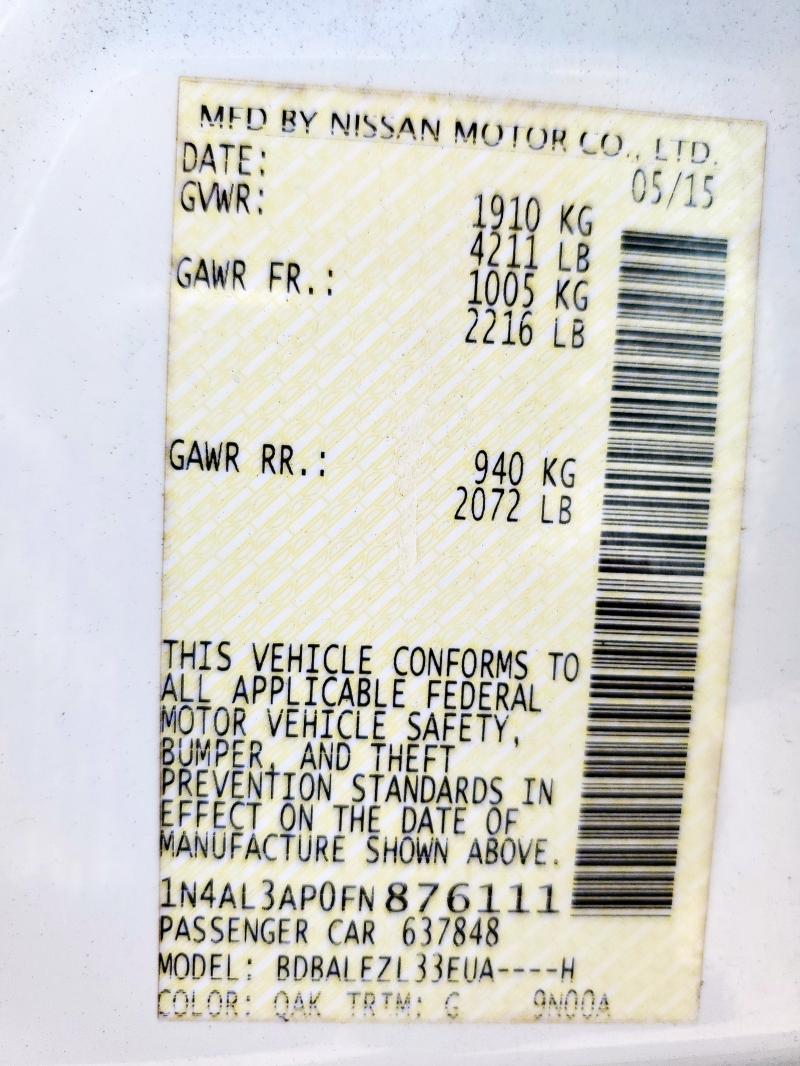 MFD BY NISSAN MOTOR CO., LTD.
DATE: 05/15
GVWR: 1910 KG
4211 LB
GAWR FR.: 1005 KG
2216 LB
GAWR RR.: 940 KG
2072 LB
THIS VEHICLE CONFORMS TO
ALL APPLICABLE FEDERAL
MOTOR VEHICLE SAFETY,
BUMPER, AND THEFT
PREVENTION STANDARDS IN
EFFECT ON THE DATE OF
MANUFACTURE SHOWN ABOVE.
1N4AL3AP0FN876111
PASSENGER CAR 637848
MODEL: BDBALEZL33EUA----H
COLOR: QAK TRIM: G 9N00A